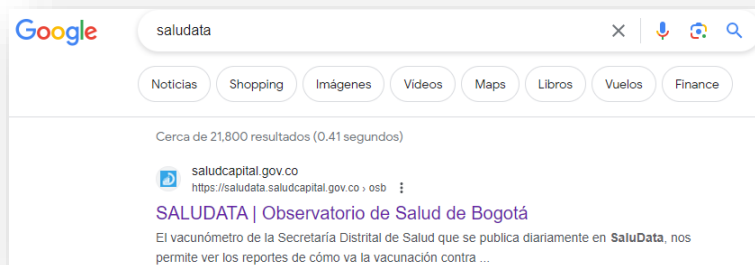 Google
saludata
Noticias Shopping Imágenes Vídeos Maps Libros Vuelos Finance
Cerca de 21,800 resultados (0.41 segundos)
saludcapital.gov.co
https://saludata.saludcapital.gov.co › osb
SALUDATA | Observatorio de Salud de Bogotá
El vacunómetro de la Secretaría Distrital de Salud que se publica diariamente en SaluData, nos
permite ver los reportes de cómo va la vacunación contra ...